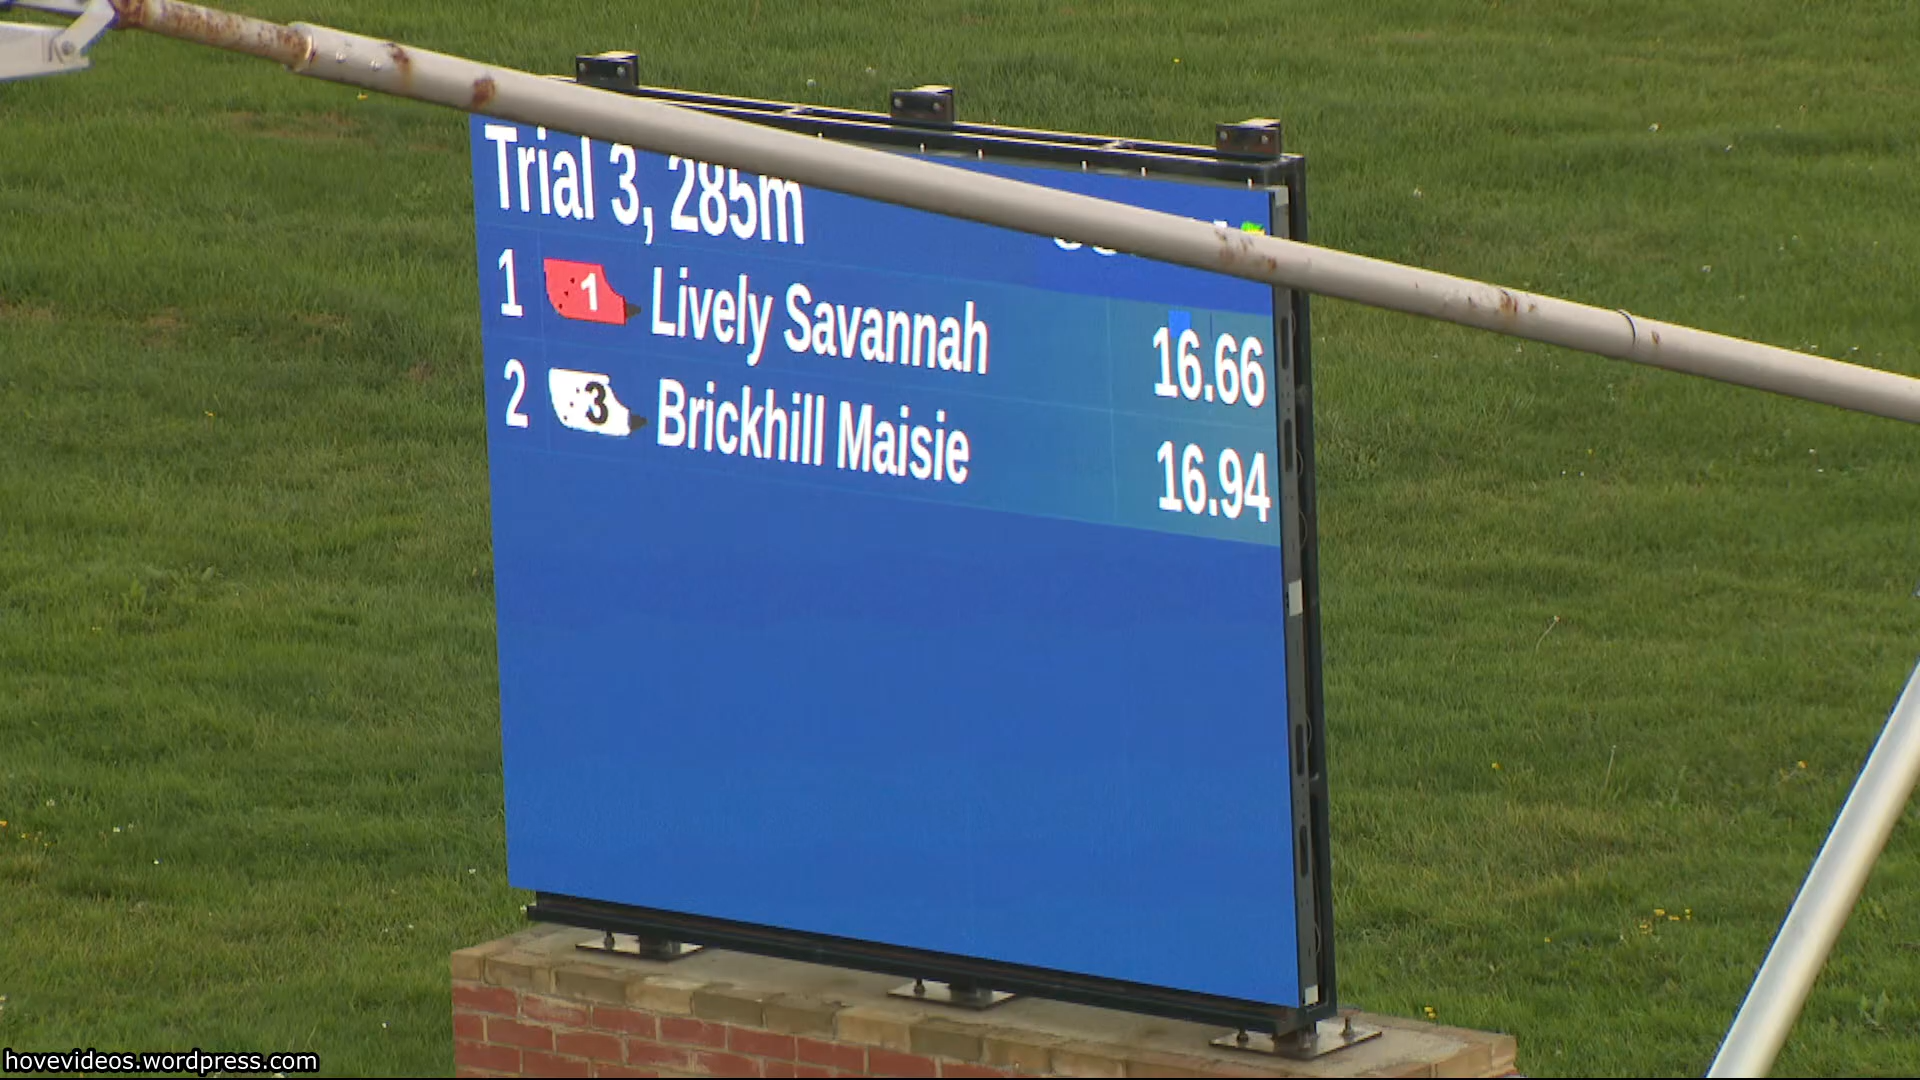 Trial 3, 285m
1 1 Lively Savannah 16.66
2 3 Brickhill Maisie 16.94
hovevideos.wordpress.com